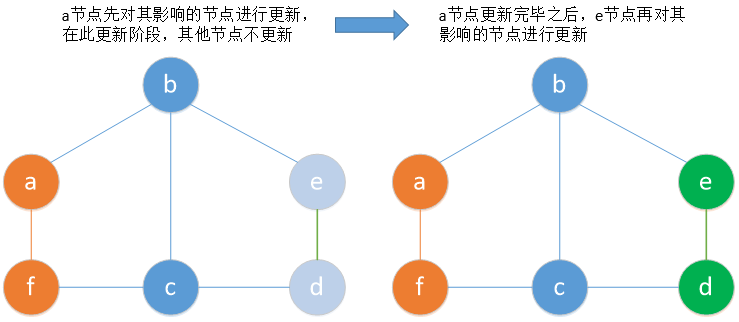 a节点先对其影响的节点进行更新，
在此更新阶段，其他节点不更新
a节点更新完毕之后，e节点再对其
影响的节点进行更新
b
a
e
f
c
d
b
a
e
f
c
d